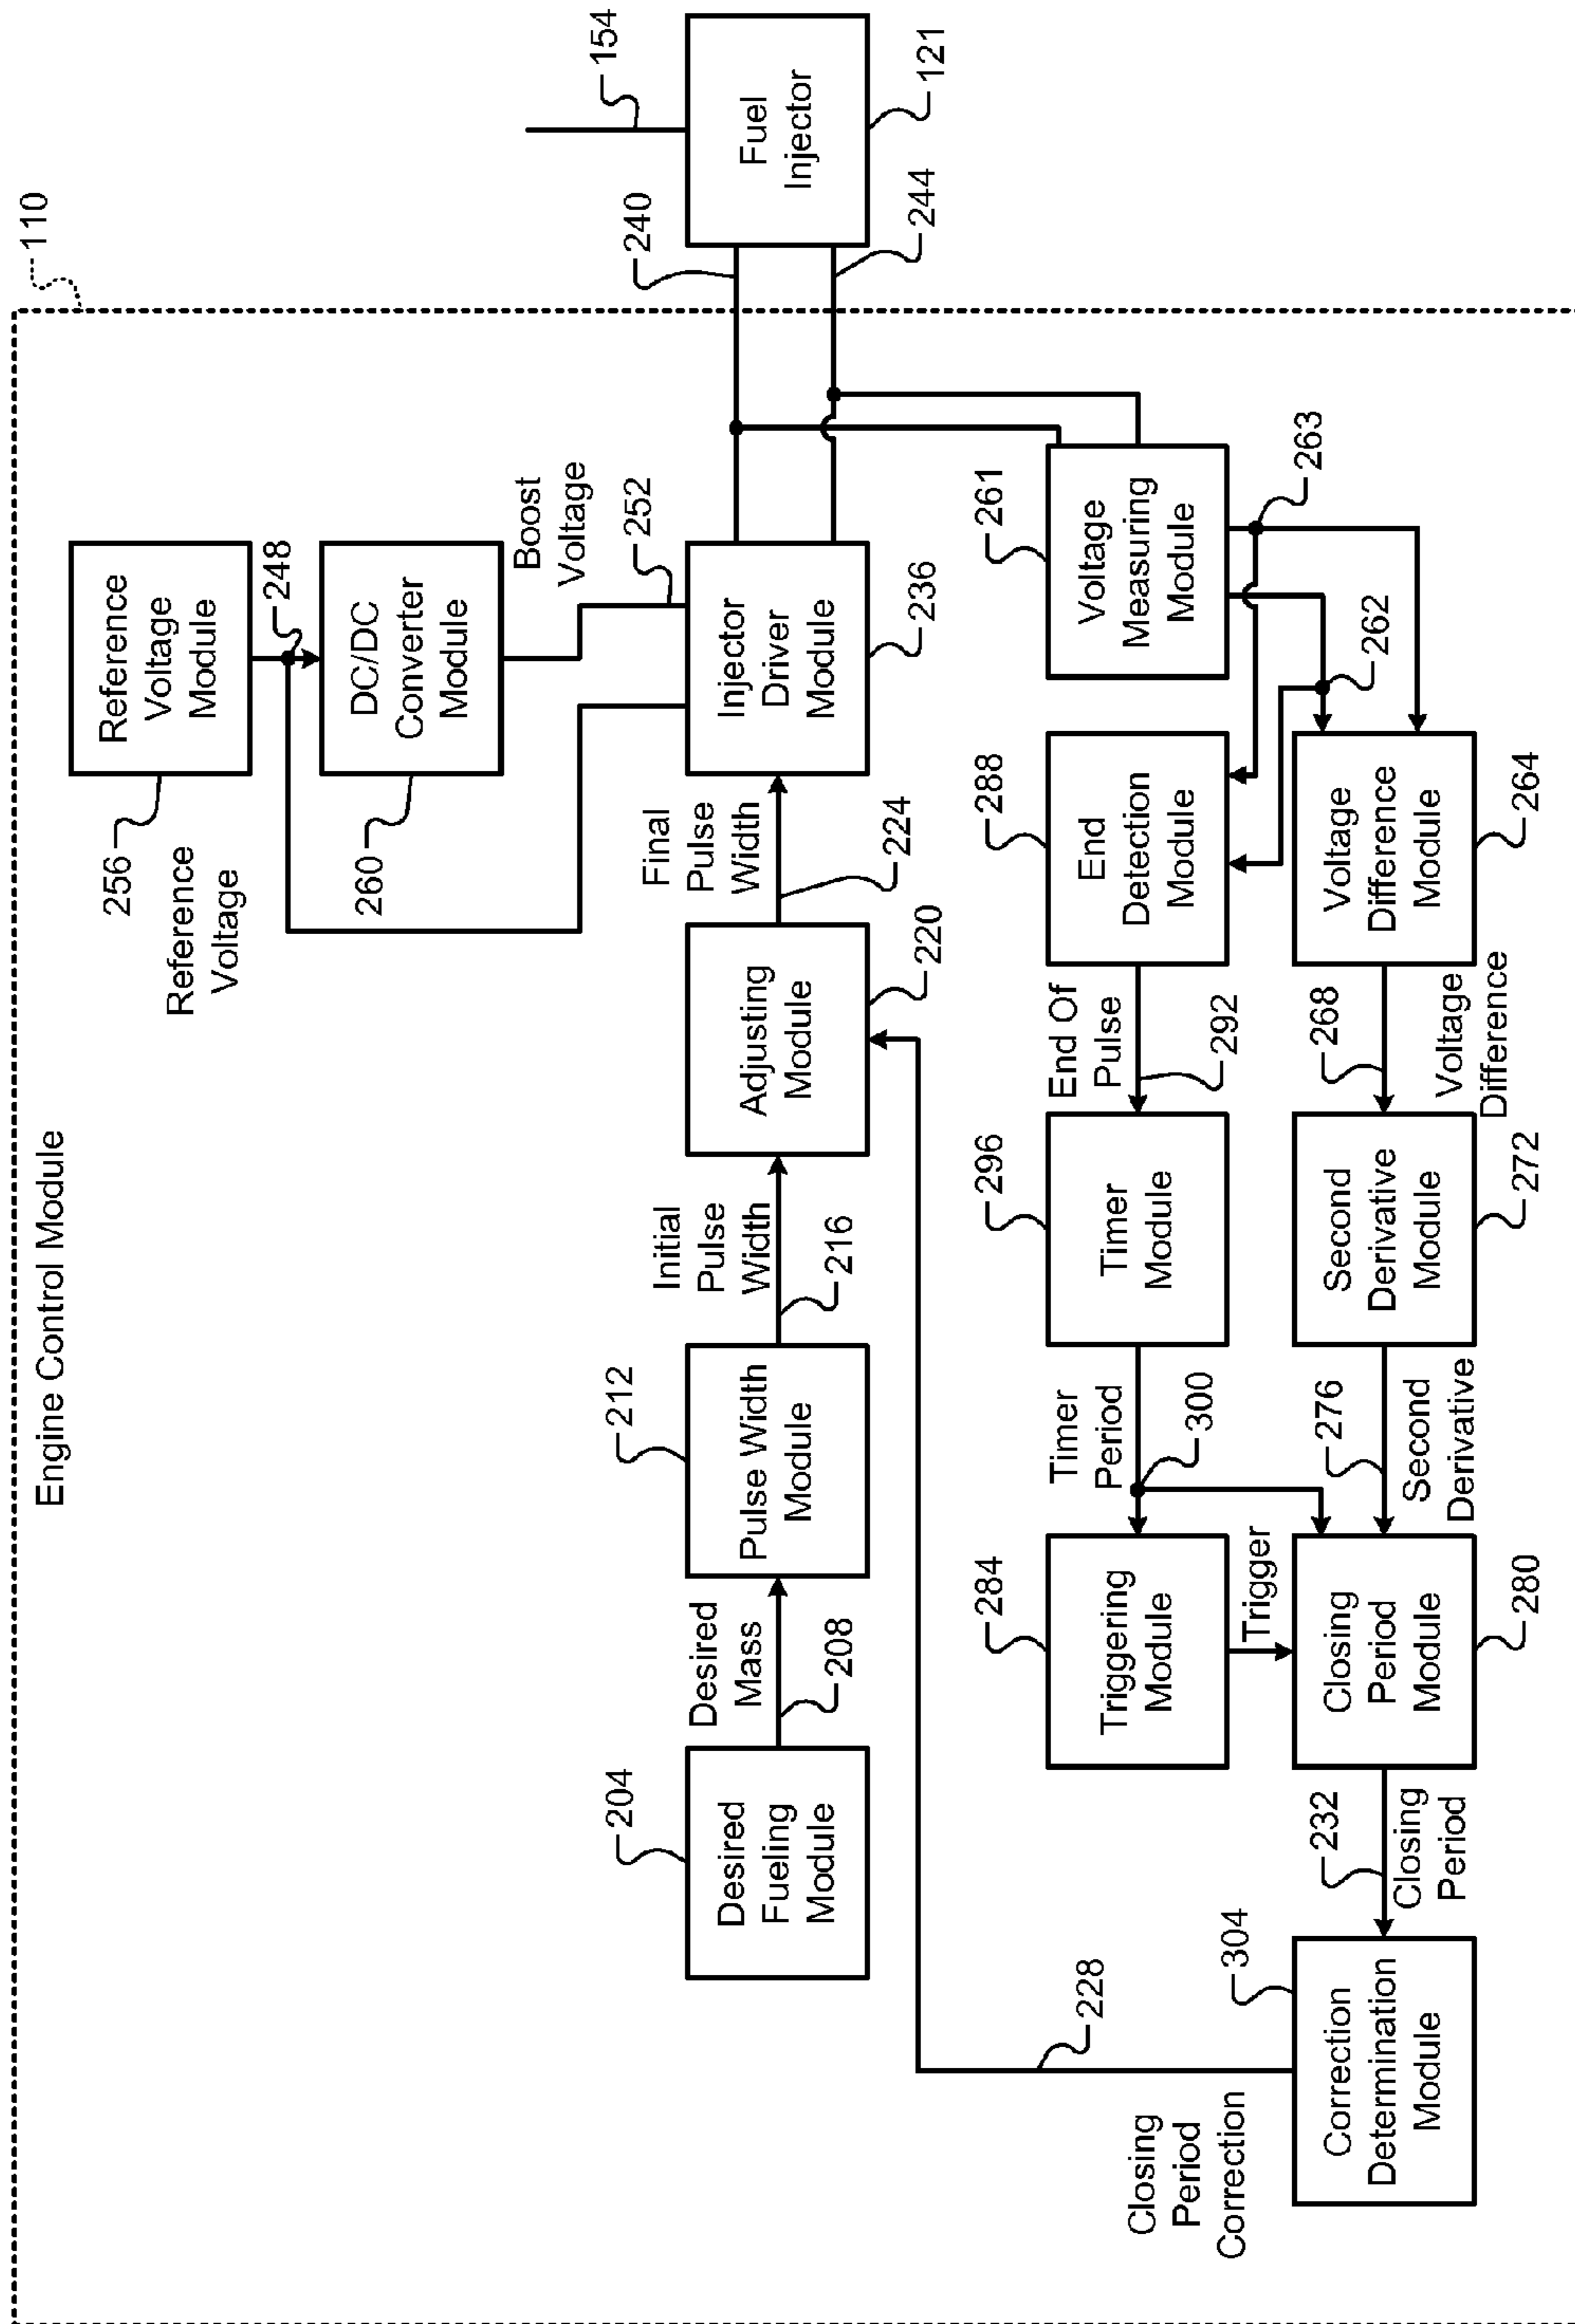 Engine Control Module
110
Reference
Voltage
Module
256
Reference
Voltage
248
DC/DC
Converter
Module
260
Boost
Voltage
252
204
Desired
Fueling
Module
Desired
Mass
208
212
Pulse Width
Module
Initial
Pulse
Width
216
Adjusting
Module
220
Final
Pulse
Width
224
Injector
Driver
Module
236
240
244
154
Fuel
Injector
121
228
Closing
Period
Correction
284
Triggering
Module
Trigger
Timer
Period
300
296
Timer
Module
End Of
Pulse
292
288
End
Detection
Module
261
Voltage
Measuring
Module
263
262
304
Correction
Determination
Module
232
Closing
Period
Closing
Period
Module
280
276
Second
Derivative
Second
Derivative
Module
272
268
Voltage
Difference
Voltage
Difference
Module
264